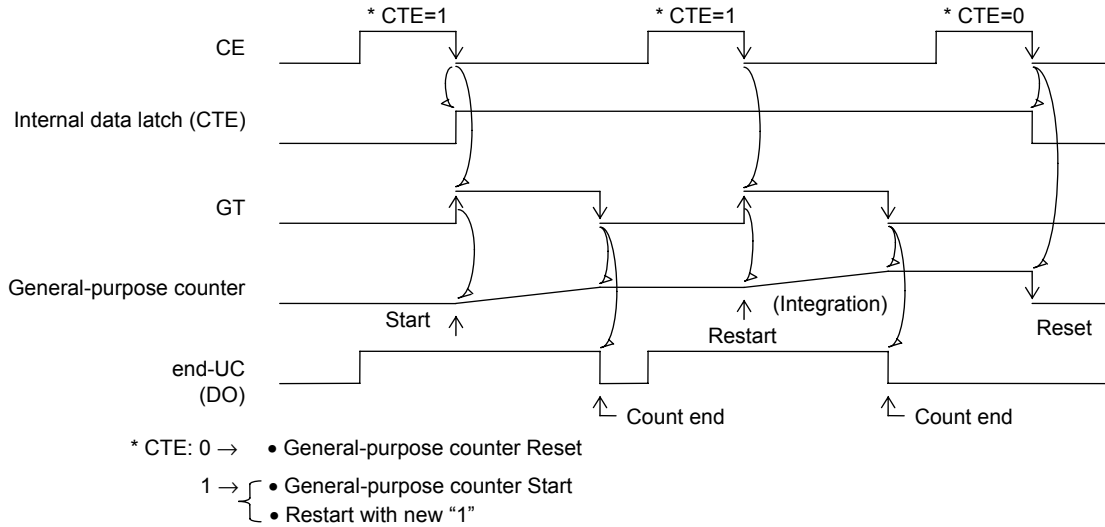 * CTE=1 * CTE=1 * CTE=0
CE
Internal data latch (CTE)
GT
General-purpose counter
Start
Restart
(Integration)
Reset
end-UC
(DO)
Count end Count end
* CTE: 0 → • General-purpose counter Reset
1 → • General-purpose counter Start
• Restart with new “1”